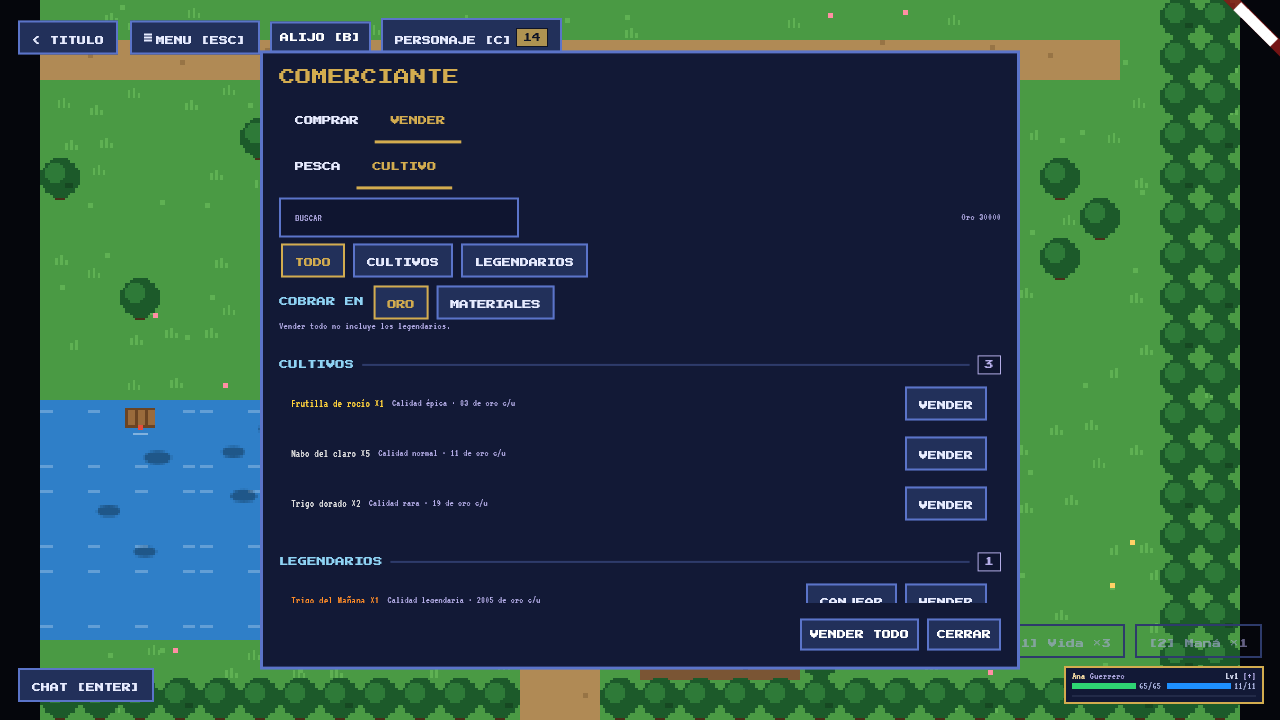 < TITULO
≡MENU [ESC]
ALIJO [B]
PERSONAJE [C] 14
COMERCIANTE
COMPRAR VENDER
PESCA CULTIVO
BUSCAR
Oro 30000
TODO CULTIVOS LEGENDARIOS
COBRAR EN ORO MATERIALES
Vender todo no incluye los legendarios.
CULTIVOS 3
Frutilla de rocío X1 Calidad épica · 83 de oro c/u VENDER
Nabo del claro X5 Calidad normal · 11 de oro c/u VENDER
Trigo dorado X2 Calidad rara · 19 de oro c/u VENDER
LEGENDARIOS 1
Trigo del Mañana X1 Calidad legendaria · 2005 de oro c/u CANJEAR VENDER
VENDER TODO CERRAR
1] Vida ×3 [2] Maná ×1
CHAT [ENTER]
Ana Guerrero Lv1 [+]
65/65 11/11